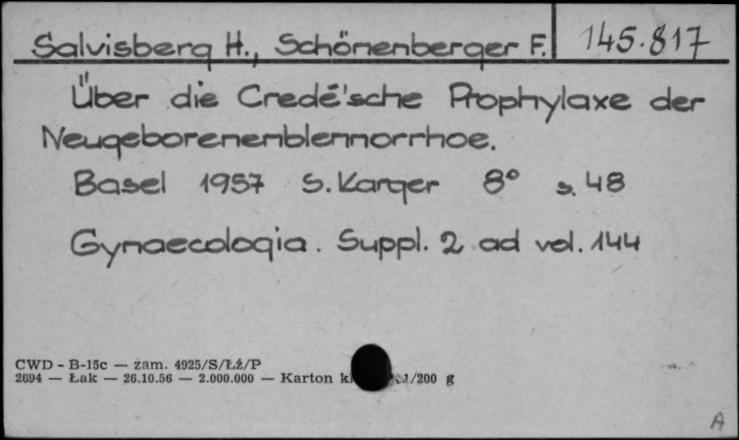 Salvisberg H., Schönenberger F. 145.817
Über die Credé'sche Prophylaxe der
Neugeborenenblennorrhoe.
Basel 1957 S. Karger 8° s. 48
Gynaecologia. Suppl. 2 ad vol. 144
CWD - B-15c — zam. 4925/S/Łź/P
2694 — Łak — 26.10.56 — 2.000.000 — Karton /200 g
A